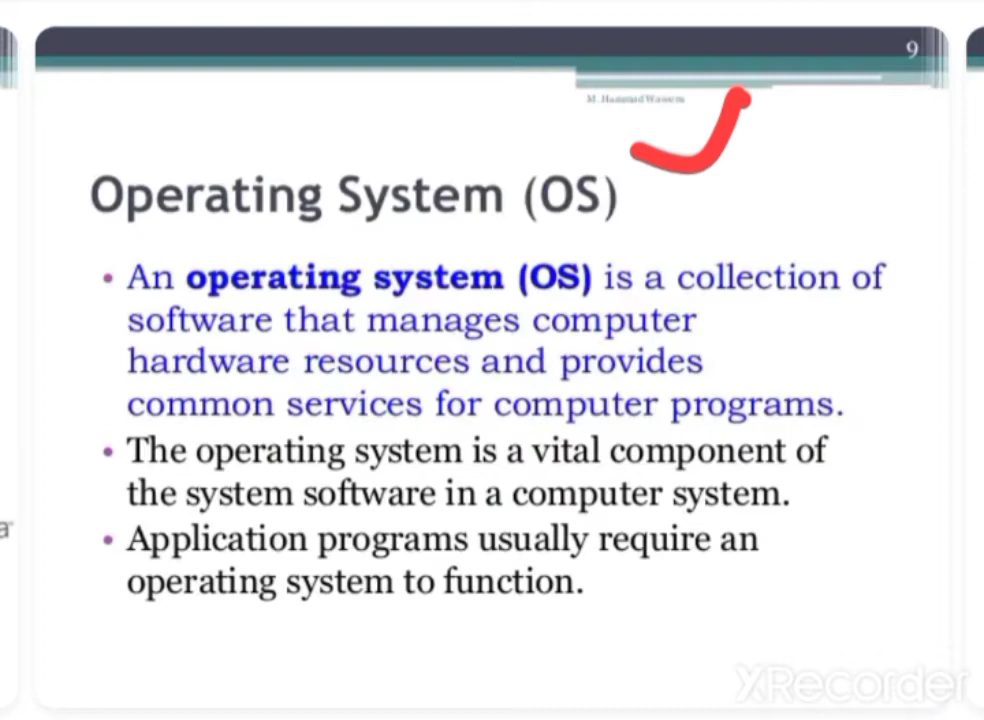 9
M. Hammad Waseem
Operating System (OS)
• An operating system (OS) is a collection of
software that manages computer
hardware resources and provides
common services for computer programs.
• The operating system is a vital component of
the system software in a computer system.
• Application programs usually require an
operating system to function.
a
XRecorder